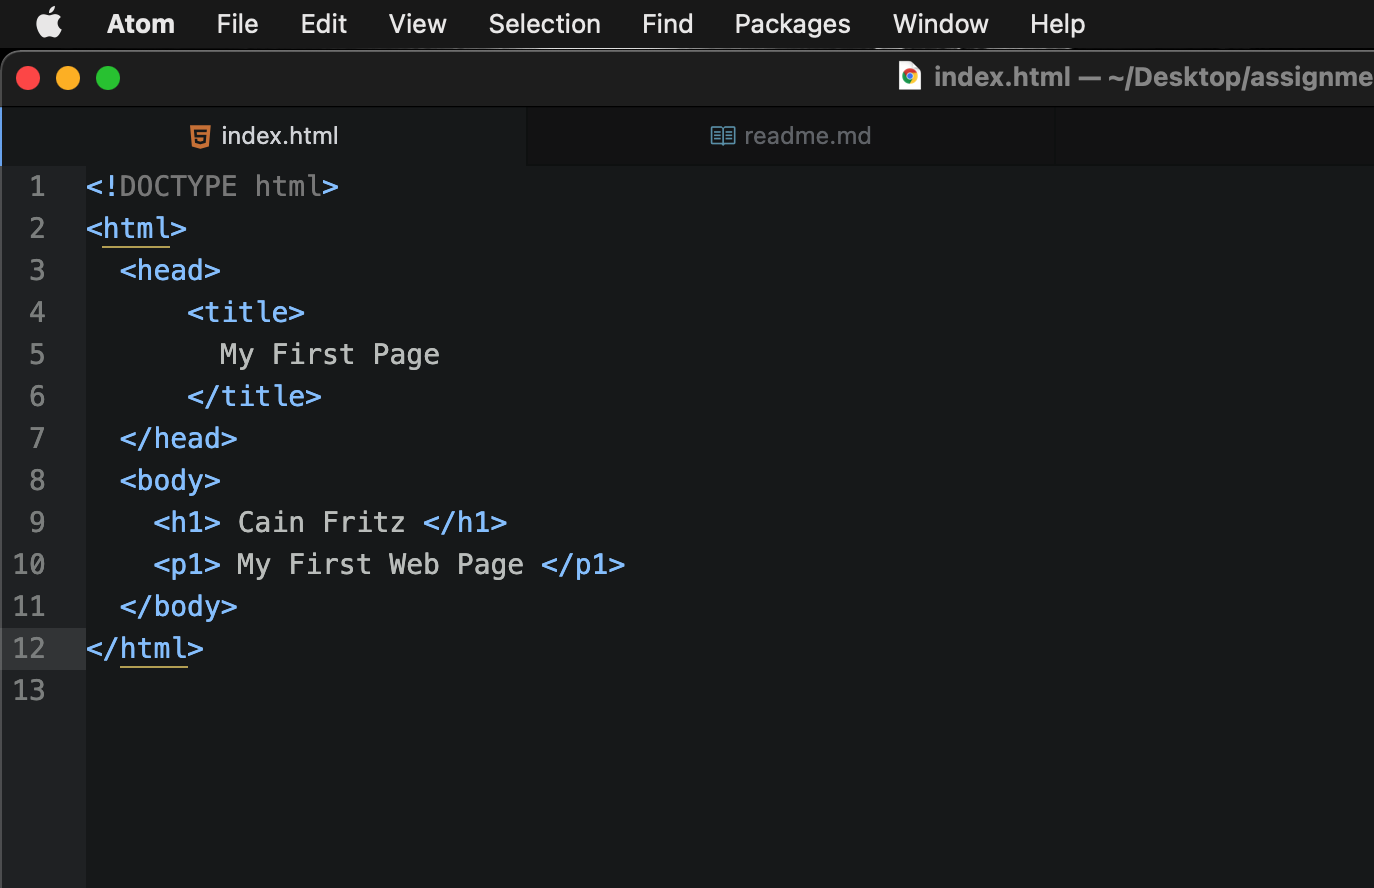 Atom File Edit View Selection Find Packages Window Help
index.html — ~/Desktop/assignme
index.html readme.md
1 <!DOCTYPE html>
2 <html>
3   <head>
4       <title>
5         My First Page
6       </title>
7   </head>
8   <body>
9     <h1> Cain Fritz </h1>
10     <p1> My First Web Page </p1>
11   </body>
12 </html>
13